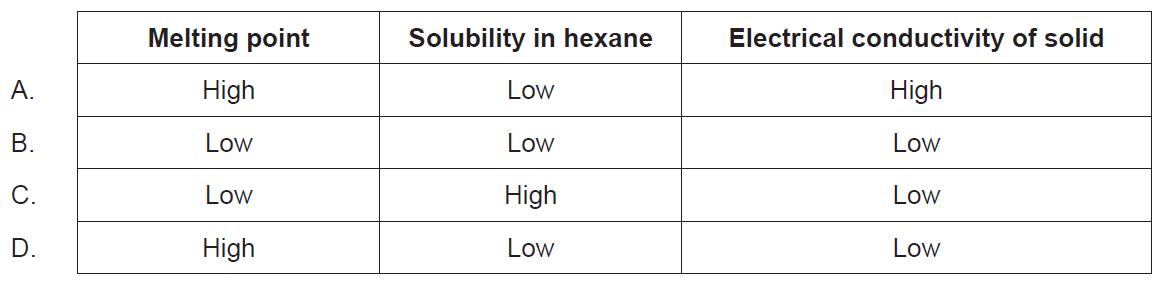 Melting point Solubility in hexane Electrical conductivity of solid
A. High Low High
B. Low Low Low
C. Low High Low
D. High Low Low